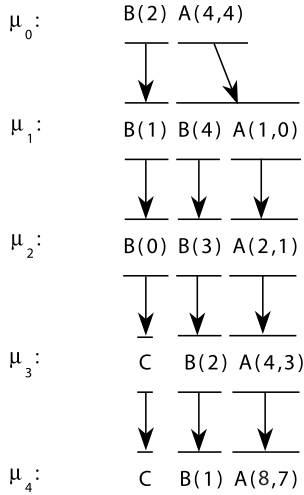 μ₀: B(2) A(4,4)
μ₁: B(1) B(4) A(1,0)
μ₂: B(0) B(3) A(2,1)
μ₃: C B(2) A(4,3)
μ₄: C B(1) A(8,7)